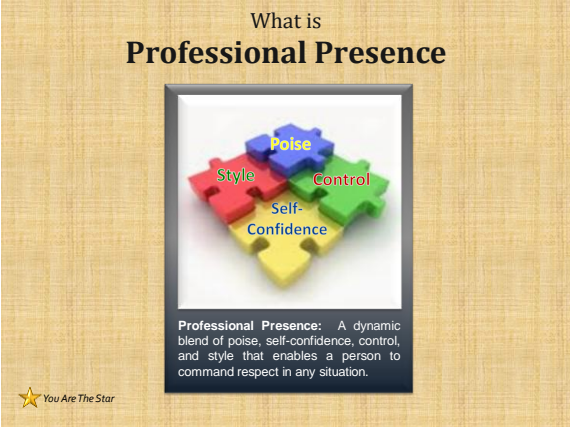 What is
Professional Presence
Poise
Style
Control
Self-
Confidence
Professional Presence: A dynamic
blend of poise, self-confidence, control,
and style that enables a person to
command respect in any situation.
You Are The Star